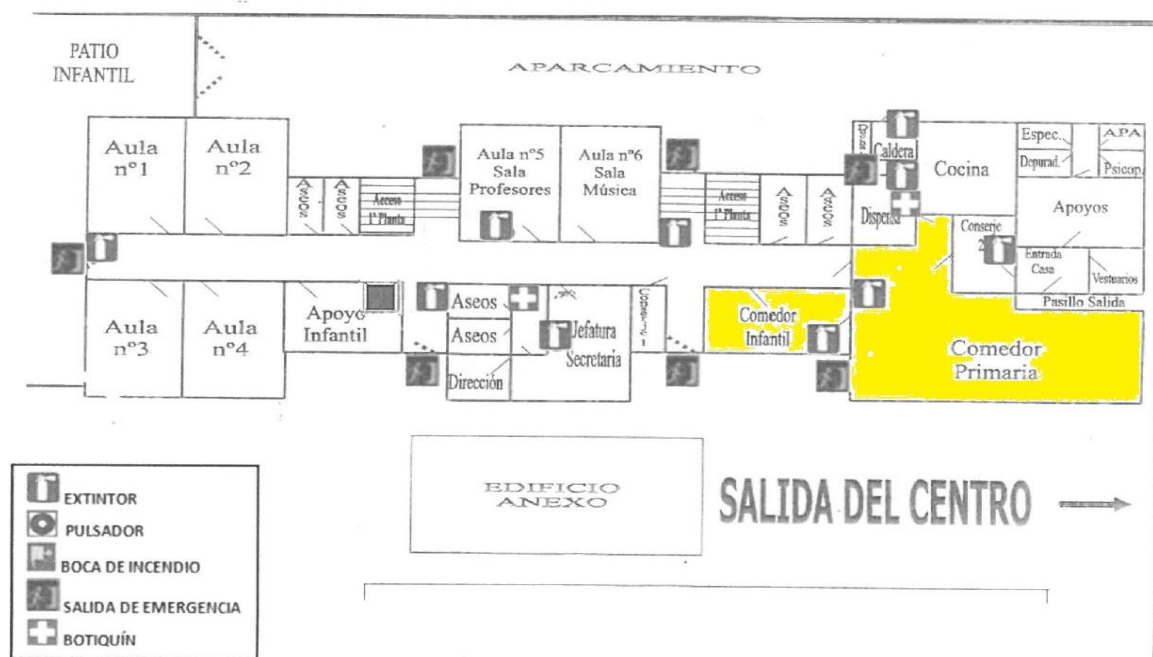 PATIO
INFANTIL
APARCAMIENTO
Aula
nº1
Aula
nº2
Aseos
Aseos
Acceso
1ª Planta
Aula nº5
Sala
Profesores
Aula nº6
Sala
Música
Acceso
1ª Planta
Aseos
Aseos
Caldera
Dispensa
Cocina
Espec..
APA
Depurad.
Psicop.
Apoyos
Conserje
Entrada
Casa
Vestuarios
Pasillo Salida
Aula
nº3
Aula
nº4
Apoyo
Infantil
Aseos
Aseos
Dirección
Jefatura
Secretaria
Comedor
Infantil
Comedor
Primaria
EDIFICIO
ANEXO
SALIDA DEL CENTRO
EXTINTOR
PULSADOR
BOCA DE INCENDIO
SALIDA DE EMERGENCIA
BOTIQUÍN